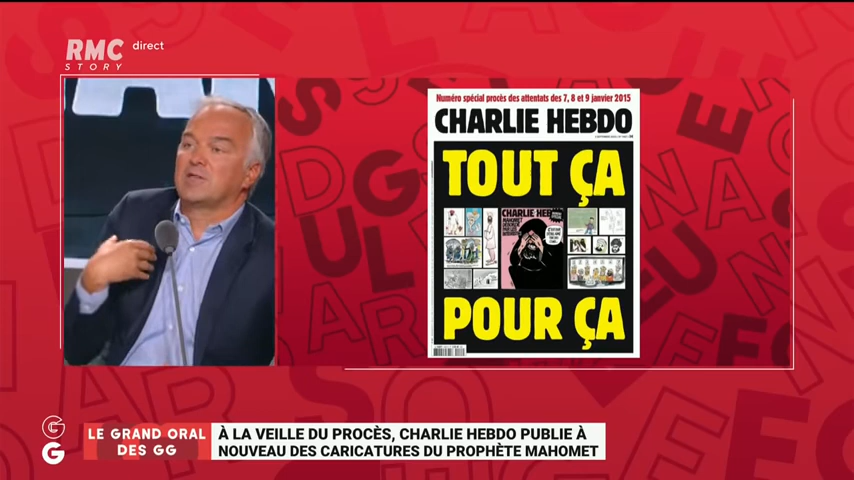 RMC direct
STORY
Numéro spécial procès des attentats des 7, 8 et 9 janvier 2015
CHARLIE HEBDO
TOUT ÇA
CHARLIE HEB
POUR ÇA
LE GRAND ORAL
DES GG
À LA VEILLE DU PROCÈS, CHARLIE HEBDO PUBLIE À
NOUVEAU DES CARICATURES DU PROPHÈTE MAHOMET